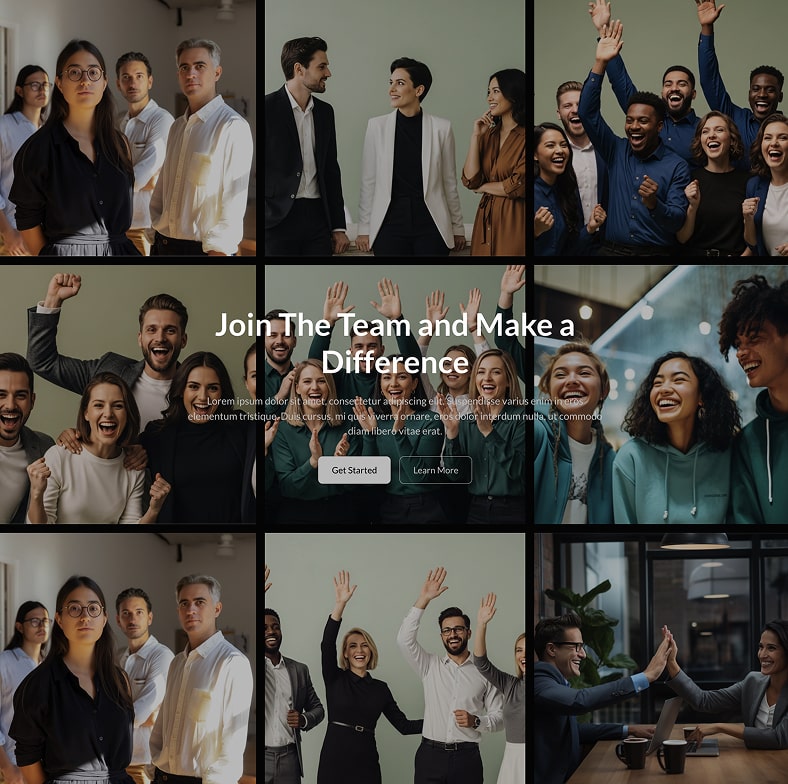 Join The Team and Make a
Difference
Lorem ipsum dolor sit amet, consectetur adipiscing elit. Suspendisse varius enim in eros
elementum tristique. Duis cursus, mi quis viverra ornare, eros dolor interdum nulla, ut commodo
diam libero vitae erat.
Get Started
Learn More